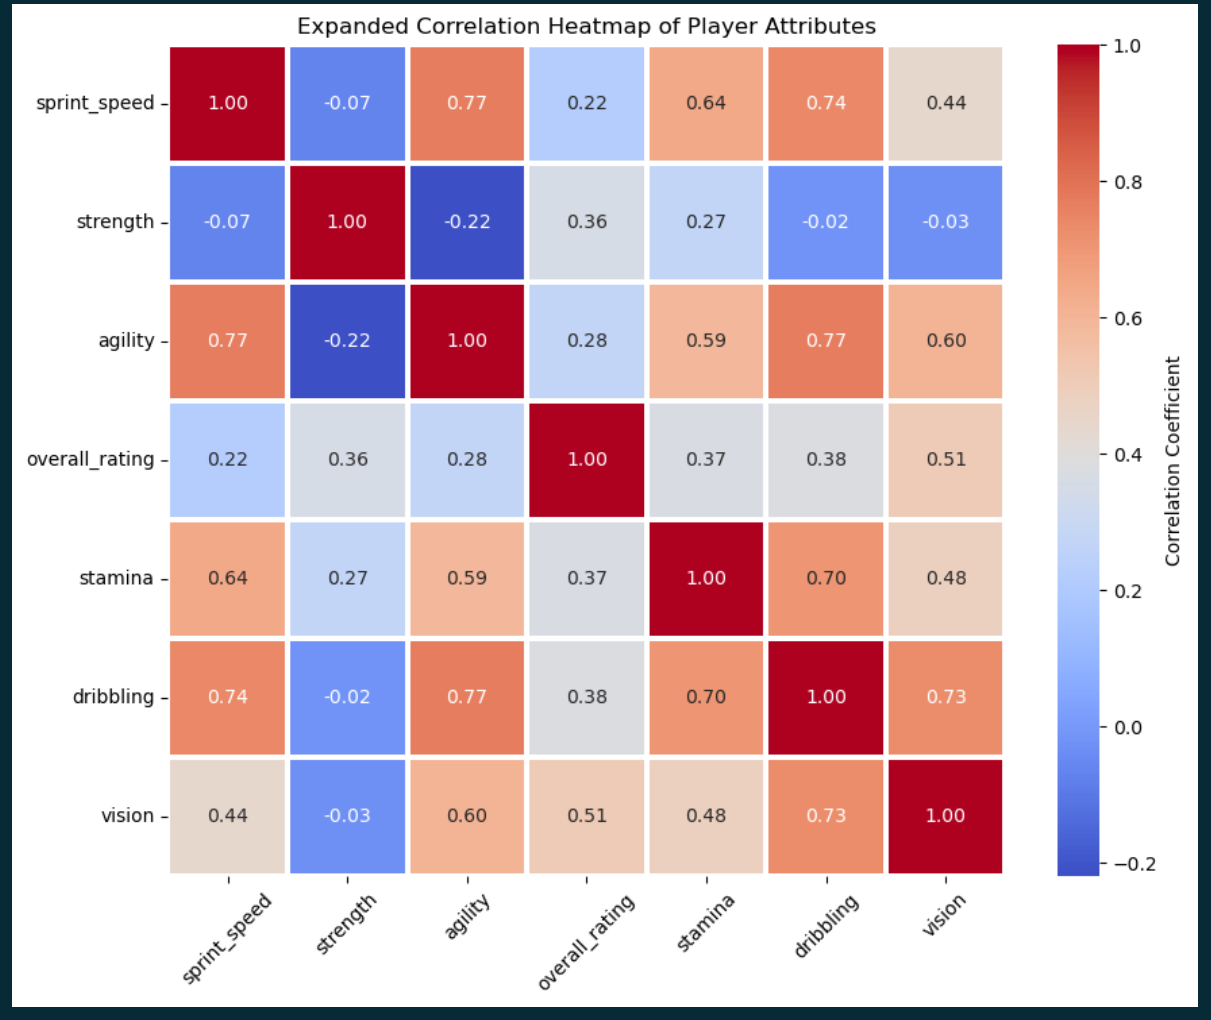 Expanded Correlation Heatmap of Player Attributes
sprint_speed 1.00 -0.07 0.77 0.22 0.64 0.74 0.44
strength -0.07 1.00 -0.22 0.36 0.27 -0.02 -0.03
agility 0.77 -0.22 1.00 0.28 0.59 0.77 0.60
overall_rating 0.22 0.36 0.28 1.00 0.37 0.38 0.51
stamina 0.64 0.27 0.59 0.37 1.00 0.70 0.48
dribbling 0.74 -0.02 0.77 0.38 0.70 1.00 0.73
vision 0.44 -0.03 0.60 0.51 0.48 0.73 1.00
sprint_speed strength agility overall_rating stamina dribbling vision
1.0
0.8
0.6
0.4
0.2
0.0
−0.2
Correlation Coefficient